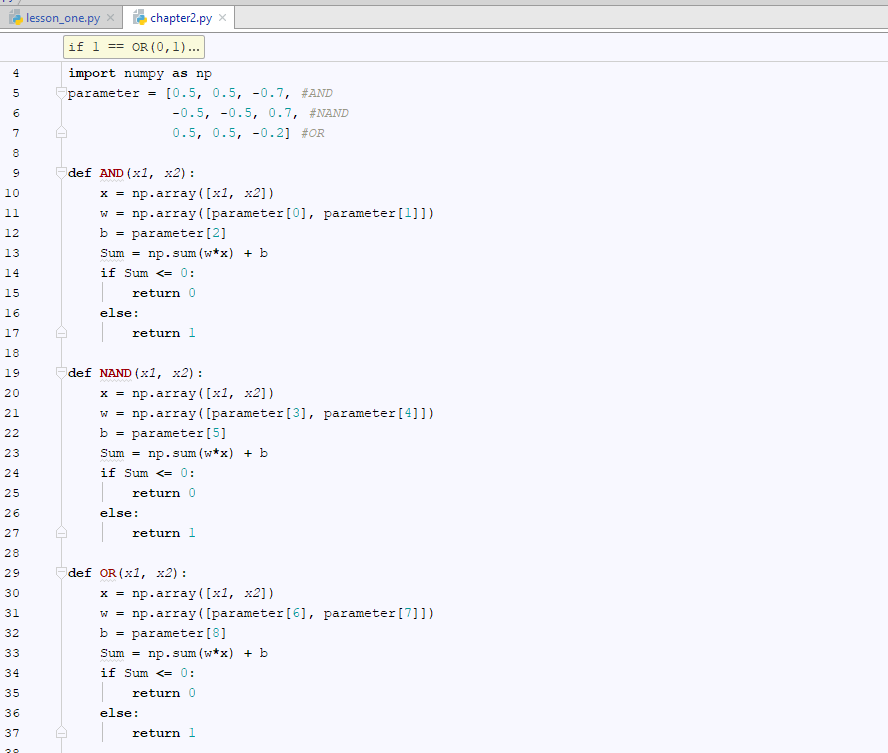 lesson_one.py × chapter2.py ×
if 1 == OR(0,1)...
4 import numpy as np
5 parameter = [0.5, 0.5, -0.7, #AND
6 -0.5, -0.5, 0.7, #NAND
7 0.5, 0.5, -0.2] #OR
8
9 def AND(x1, x2):
10 x = np.array([x1, x2])
11 w = np.array([parameter[0], parameter[1]])
12 b = parameter[2]
13 Sum = np.sum(w*x) + b
14 if Sum <= 0:
15 return 0
16 else:
17 return 1
18
19 def NAND(x1, x2):
20 x = np.array([x1, x2])
21 w = np.array([parameter[3], parameter[4]])
22 b = parameter[5]
23 Sum = np.sum(w*x) + b
24 if Sum <= 0:
25 return 0
26 else:
27 return 1
28
29 def OR(x1, x2):
30 x = np.array([x1, x2])
31 w = np.array([parameter[6], parameter[7]])
32 b = parameter[8]
33 Sum = np.sum(w*x) + b
34 if Sum <= 0:
35 return 0
36 else:
37 return 1
38